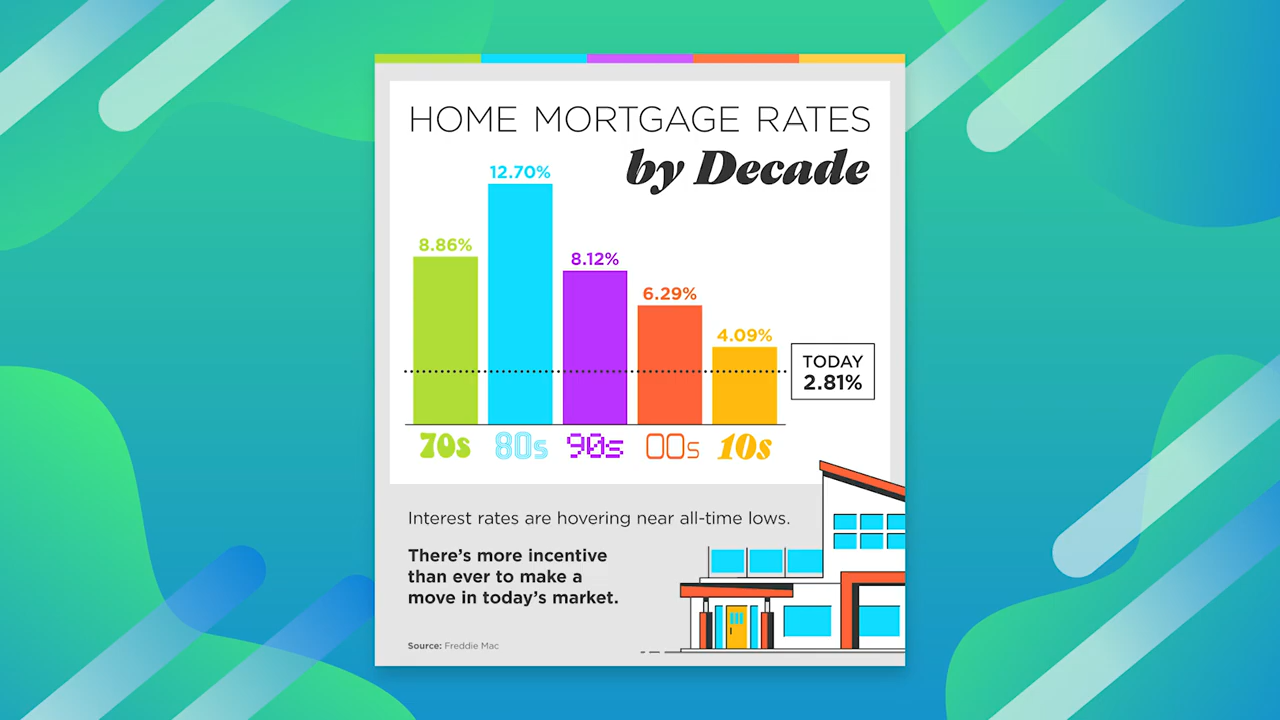 HOME MORTGAGE RATES
by Decade
12.70%
8.86%
8.12%
6.29%
4.09%
TODAY
2.81%
70s 80s 90s 00s 10s
Interest rates are hovering near all-time lows.
There's more incentive
than ever to make a
move in today's market.
Source: Freddie Mac